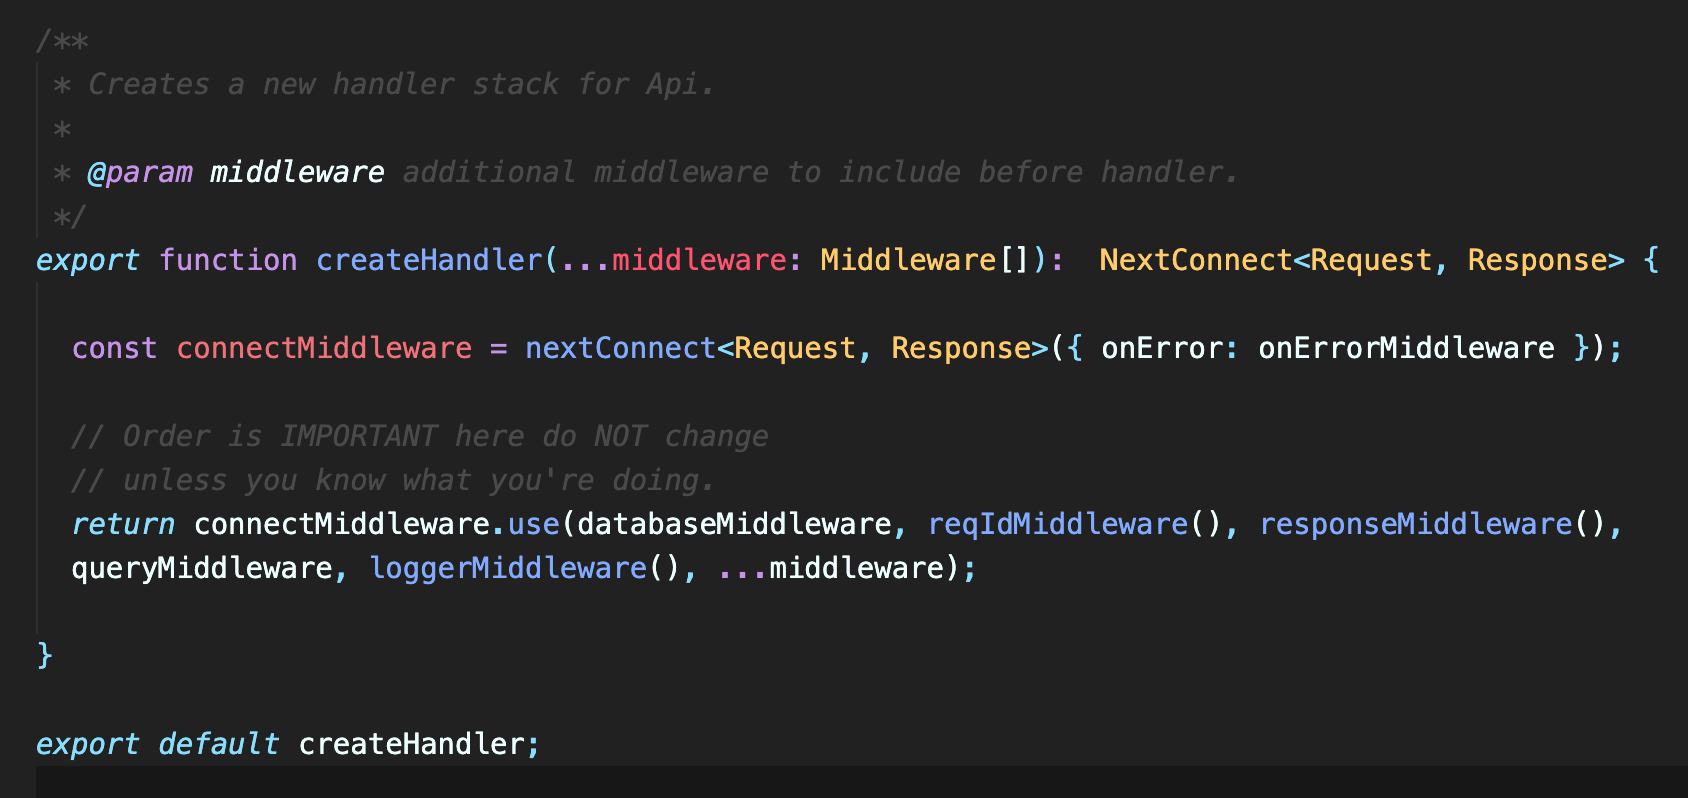 /**
 * Creates a new handler stack for Api.
 *
 * @param middleware additional middleware to include before handler.
 */
export function createHandler(...middleware: Middleware[]):  NextConnect<Request, Response> {
  const connectMiddleware = nextConnect<Request, Response>({ onError: onErrorMiddleware });
  // Order is IMPORTANT here do NOT change
  // unless you know what you're doing.
  return connectMiddleware.use(databaseMiddleware, reqIdMiddleware(), responseMiddleware(),
  queryMiddleware, loggerMiddleware(), ...middleware);
}
export default createHandler;